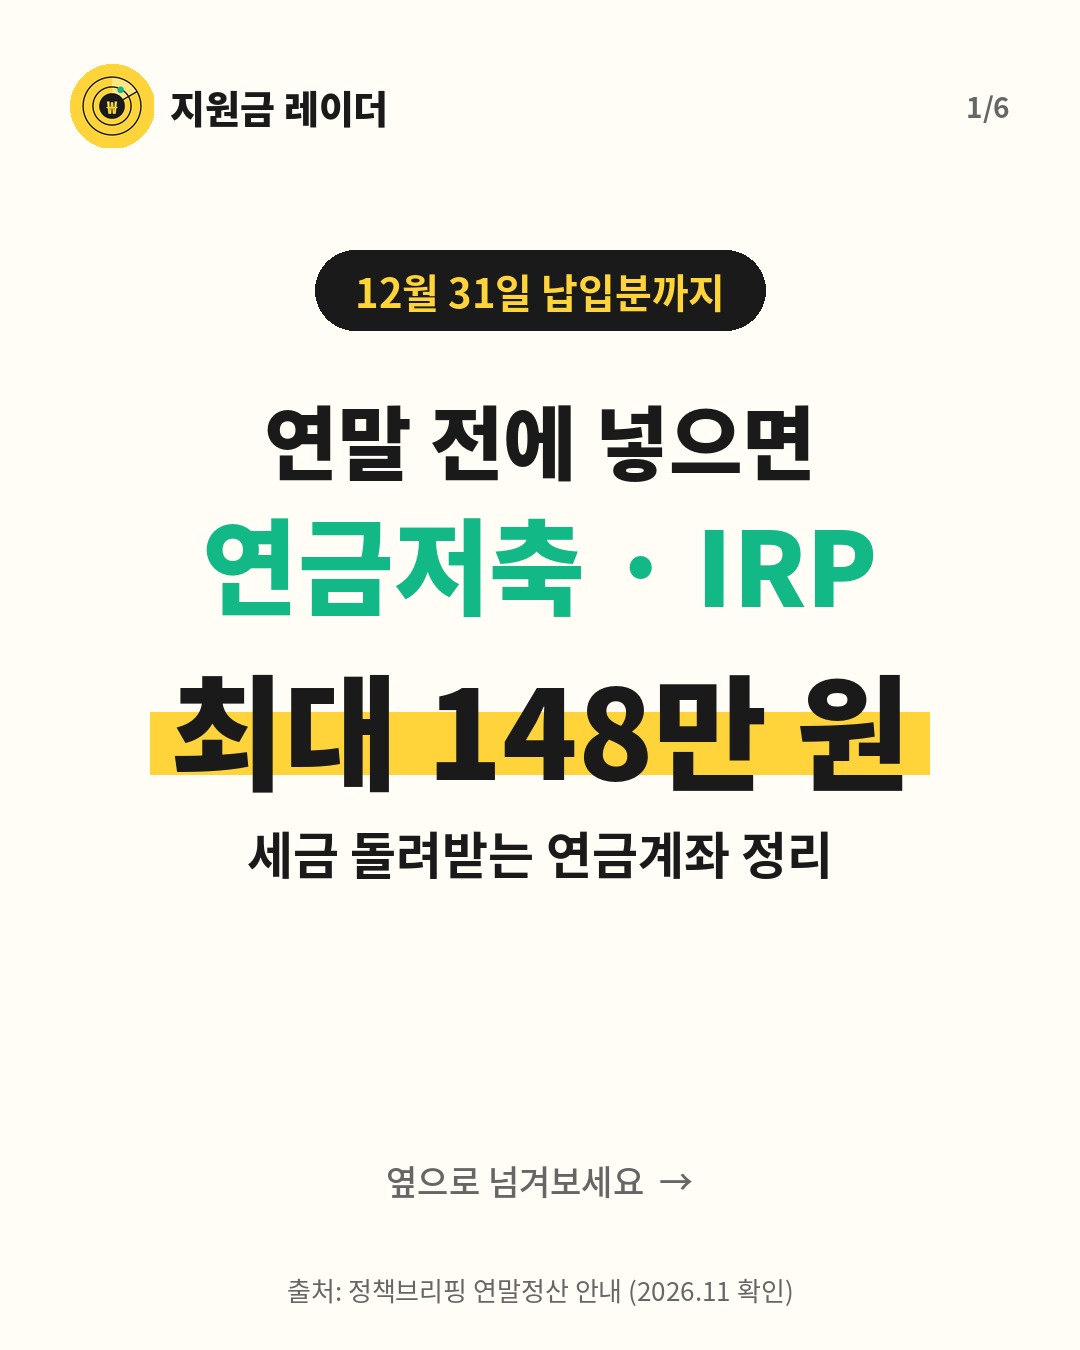 ₩
지원금 레이더
1/6
12월 31일 납입분까지
연말 전에 넣으면
연금저축 · IRP
최대 148만 원
세금 돌려받는 연금계좌 정리
옆으로 넘겨보세요 →
출처: 정책브리핑 연말정산 안내 (2026.11 확인)